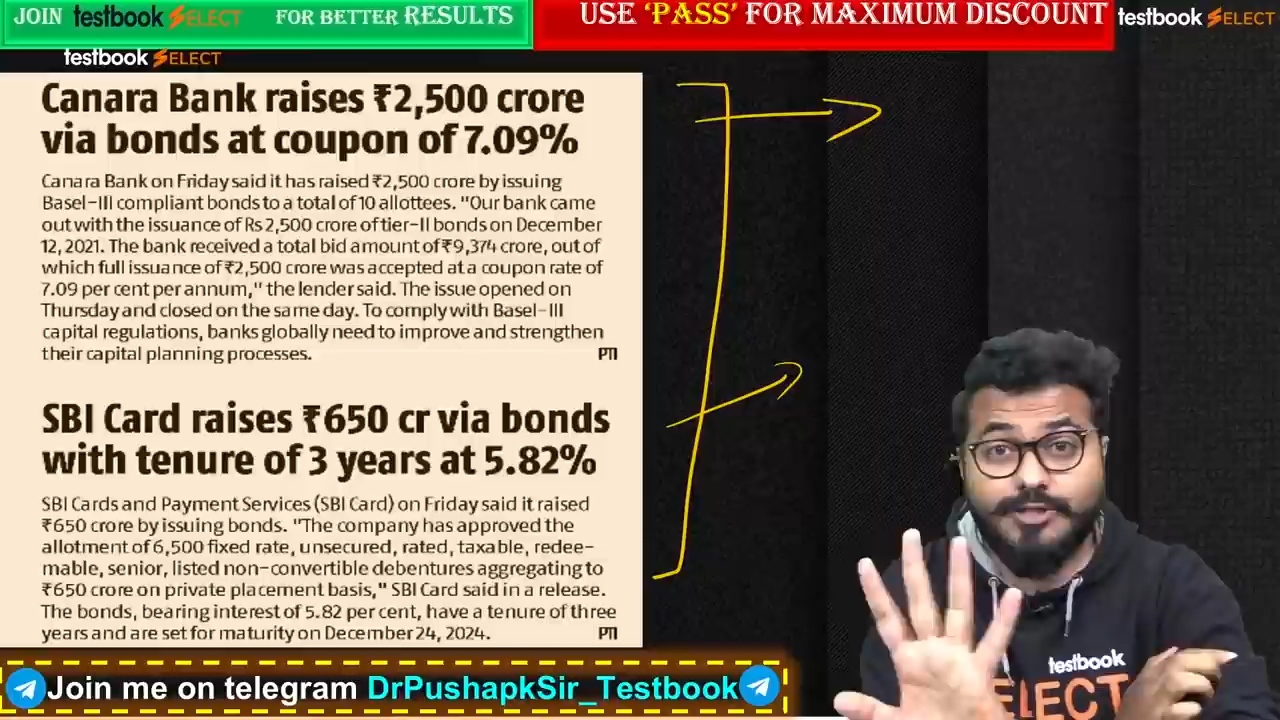 JOIN testbook SELECT FOR BETTER RESULTS
USE ‘PASS’ FOR MAXIMUM DISCOUNT
testbook SELECT
testbook SELECT
Canara Bank raises ₹2,500 crore
via bonds at coupon of 7.09%
Canara Bank on Friday said it has raised ₹2,500 crore by issuing
Basel-III compliant bonds to a total of 10 allottees. "Our bank came
out with the issuance of Rs 2,500 crore of tier-II bonds on December
12, 2021. The bank received a total bid amount of ₹9,374 crore, out of
which full issuance of ₹2,500 crore was accepted at a coupon rate of
7.09 per cent per annum," the lender said. The issue opened on
Thursday and closed on the same day. To comply with Basel-III
capital regulations, banks globally need to improve and strengthen
their capital planning processes. PTI
SBI Card raises ₹650 cr via bonds
with tenure of 3 years at 5.82%
SBI Cards and Payment Services (SBI Card) on Friday said it raised
₹650 crore by issuing bonds. "The company has approved the
allotment of 6,500 fixed rate, unsecured, rated, taxable, redee-
mable, senior, listed non-convertible debentures aggregating to
₹650 crore on private placement basis," SBI Card said in a release.
The bonds, bearing interest of 5.82 per cent, have a tenure of three
years and are set for maturity on December 24, 2024. PTI
testbook
SELECT
Join me on telegram DrPushapkSir_Testbook